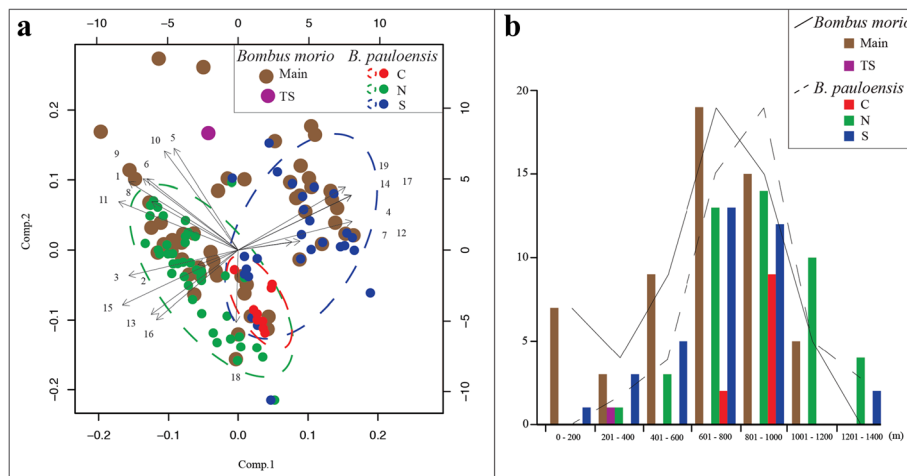 a
−10 −5 0 5 10
Bombus morio B. pauloensis
Main C
TS N
S
0.2
0.1
0.0
−0.1
−0.2
Comp.2
10
5
0
−5
−10
10 5
9 6
1
8
11
19
14 17
4
7 12
3 2
15
13
16
18
−0.2 −0.1 0.0 0.1 0.2
Comp.1
b
Bombus morio
Main
TS
B. pauloensis
C
N
S
20
15
10
5
0
0 - 200 201 - 400 401 - 600 601 - 800 801 - 1000 1001 - 1200 1201 - 1400 (m)